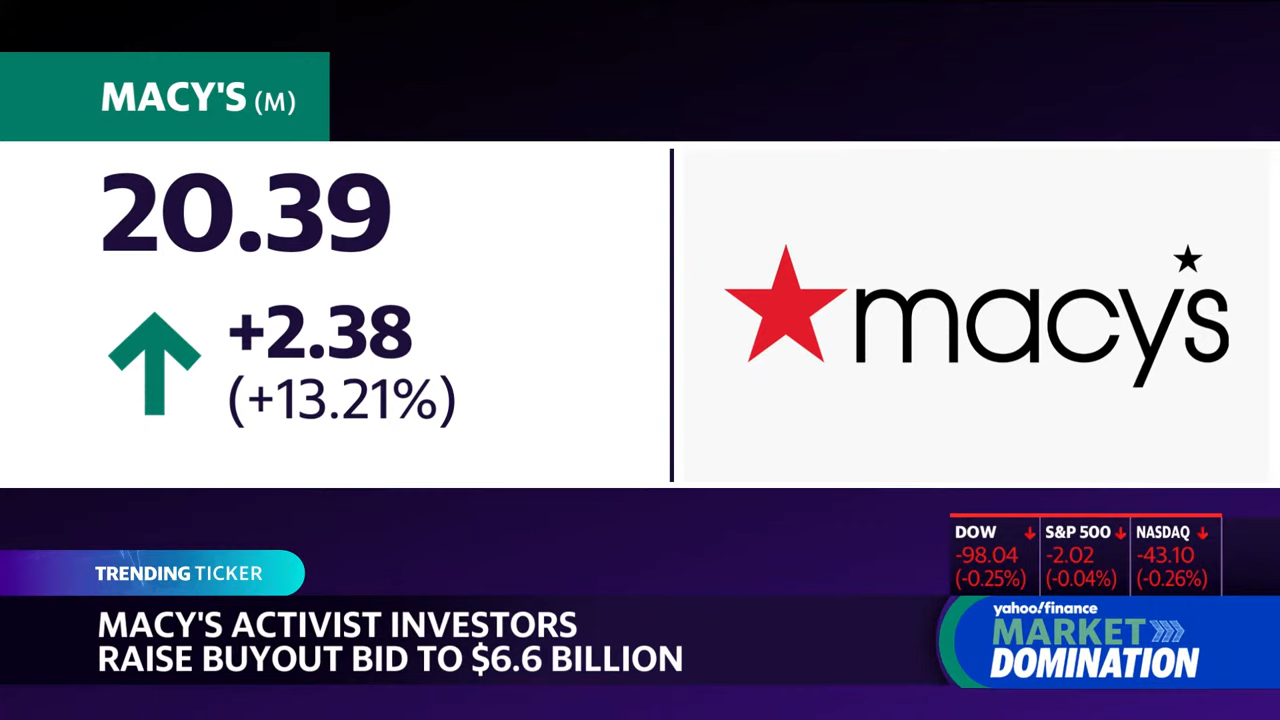 MACY'S (M)
20.39
+2.38
(+13.21%)
macy's
DOW
-98.04
(-0.25%)
S&P 500
-2.02
(-0.04%)
NASDAQ
-43.10
(-0.26%)
TRENDING TICKER
MACY'S ACTIVIST INVESTORS
RAISE BUYOUT BID TO $6.6 BILLION
yahoo!finance
MARKET
DOMINATION